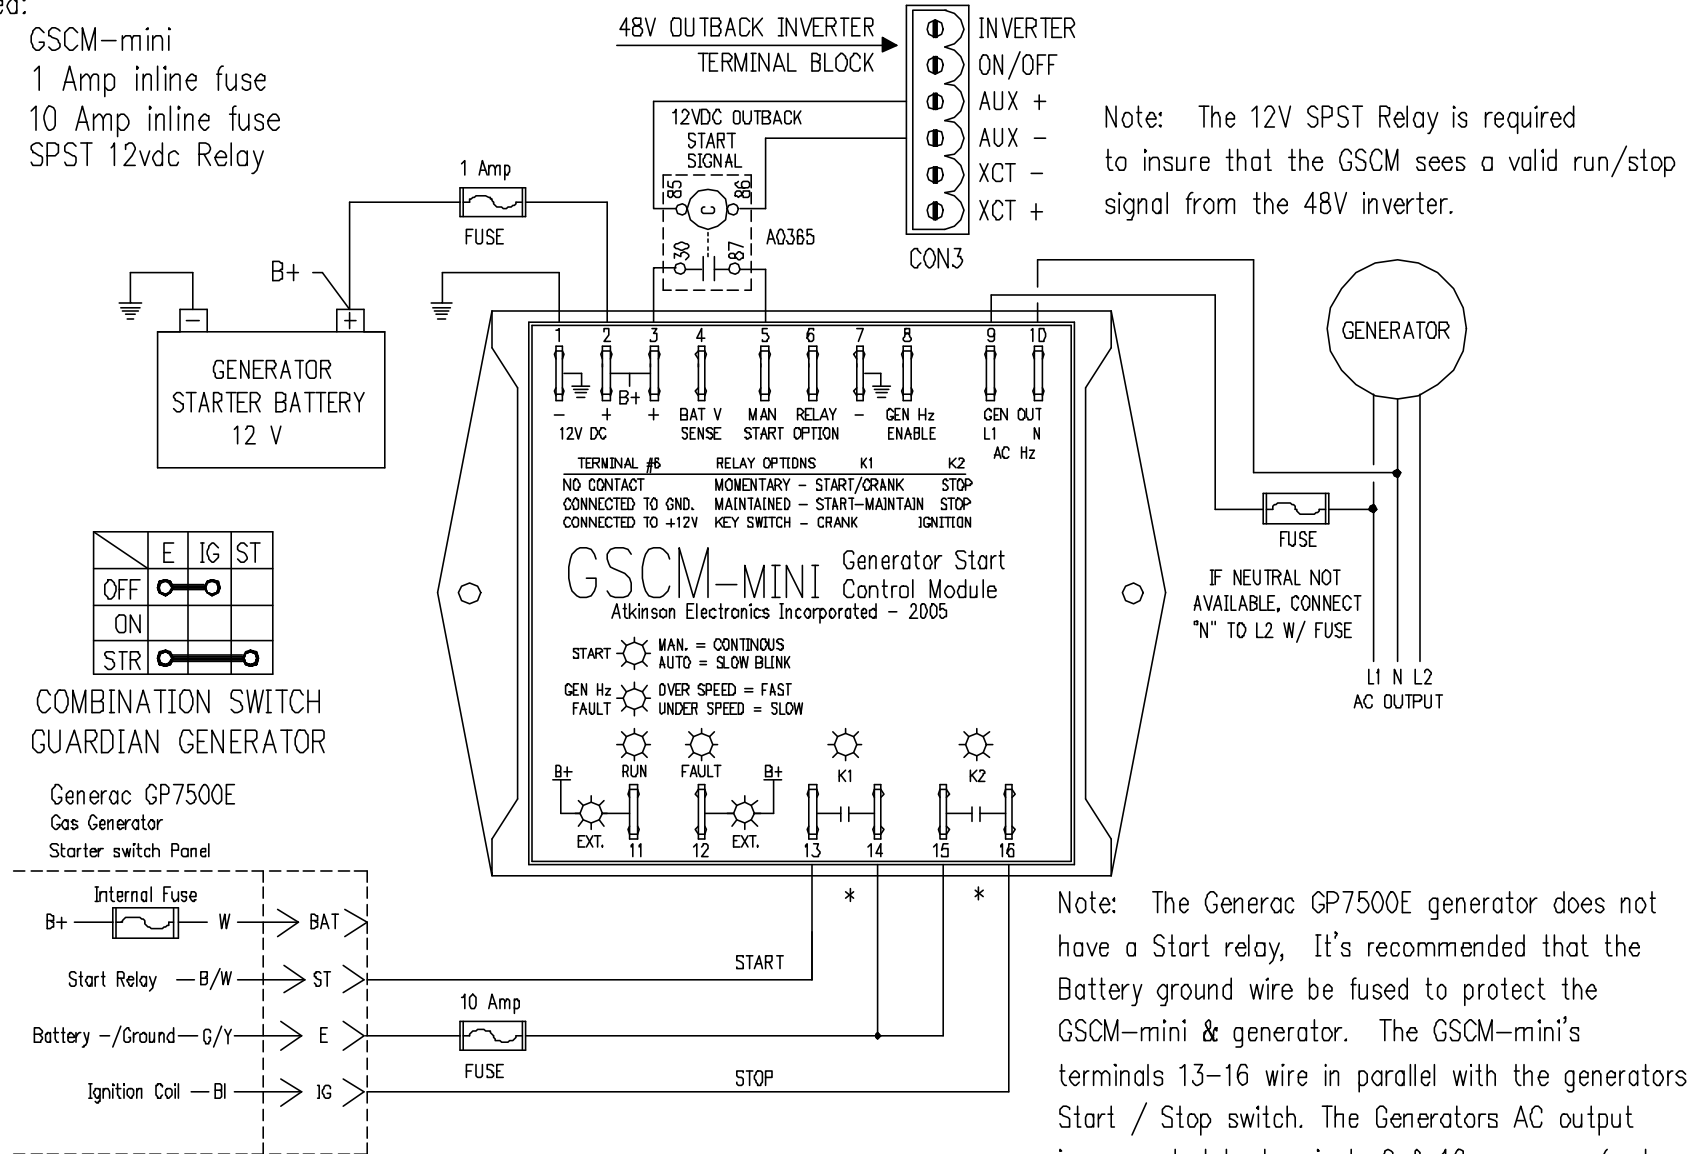 GSCM-mini
1 Amp inline fuse
10 Amp inline fuse
SPST 12vdc Relay
48V OUTBACK INVERTER
TERMINAL BLOCK
INVERTER
ON/OFF
AUX +
AUX -
XCT -
XCT +
CON3
Note: The 12V SPST Relay is required
to insure that the GSCM sees a valid run/stop
signal from the 48V inverter.
12VDC OUTBACK
START
SIGNAL
85
86
C
30
87
A0365
1 Amp
FUSE
B+
-
+
GENERATOR
STARTER BATTERY
12 V
GENERATOR
1 2 3 4 5 6 7 8 9 10
B+
- + + BAT V MAN RELAY - GEN Hz GEN OUT
12V DC SENSE START OPTION ENABLE L1 N
AC Hz
TERMINAL #6 RELAY OPTIONS K1 K2
NO CONTACT MOMENTARY - START/CRANK STOP
CONNECTED TO GND. MAINTAINED - START-MAINTAIN STOP
CONNECTED TO +12V KEY SWITCH - CRANK IGNITION
GSCM-MINI Generator Start
Control Module
Atkinson Electronics Incorporated - 2005
START MAN. = CONTINOUS
AUTO = SLOW BLINK
GEN Hz OVER SPEED = FAST
FAULT UNDER SPEED = SLOW
B+ RUN FAULT B+ K1 K2
EXT. 11 12 EXT. 13 14 15 16
* *
FUSE
IF NEUTRAL NOT
AVAILABLE, CONNECT
"N" TO L2 W/ FUSE
L1 N L2
AC OUTPUT
E IG ST
OFF
ON
STR
COMBINATION SWITCH
GUARDIAN GENERATOR
Generac GP7500E
Gas Generator
Starter switch Panel
Internal Fuse
B+ W BAT
Start Relay B/W ST
START
Battery -/Ground G/Y E
10 Amp
FUSE
Ignition Coil Bl IG
STOP
Note: The Generac GP7500E generator does not
have a Start relay, It's recommended that the
Battery ground wire be fused to protect the
GSCM-mini & generator. The GSCM-mini's
terminals 13-16 wire in parallel with the generators
Start / Stop switch. The Generators AC output